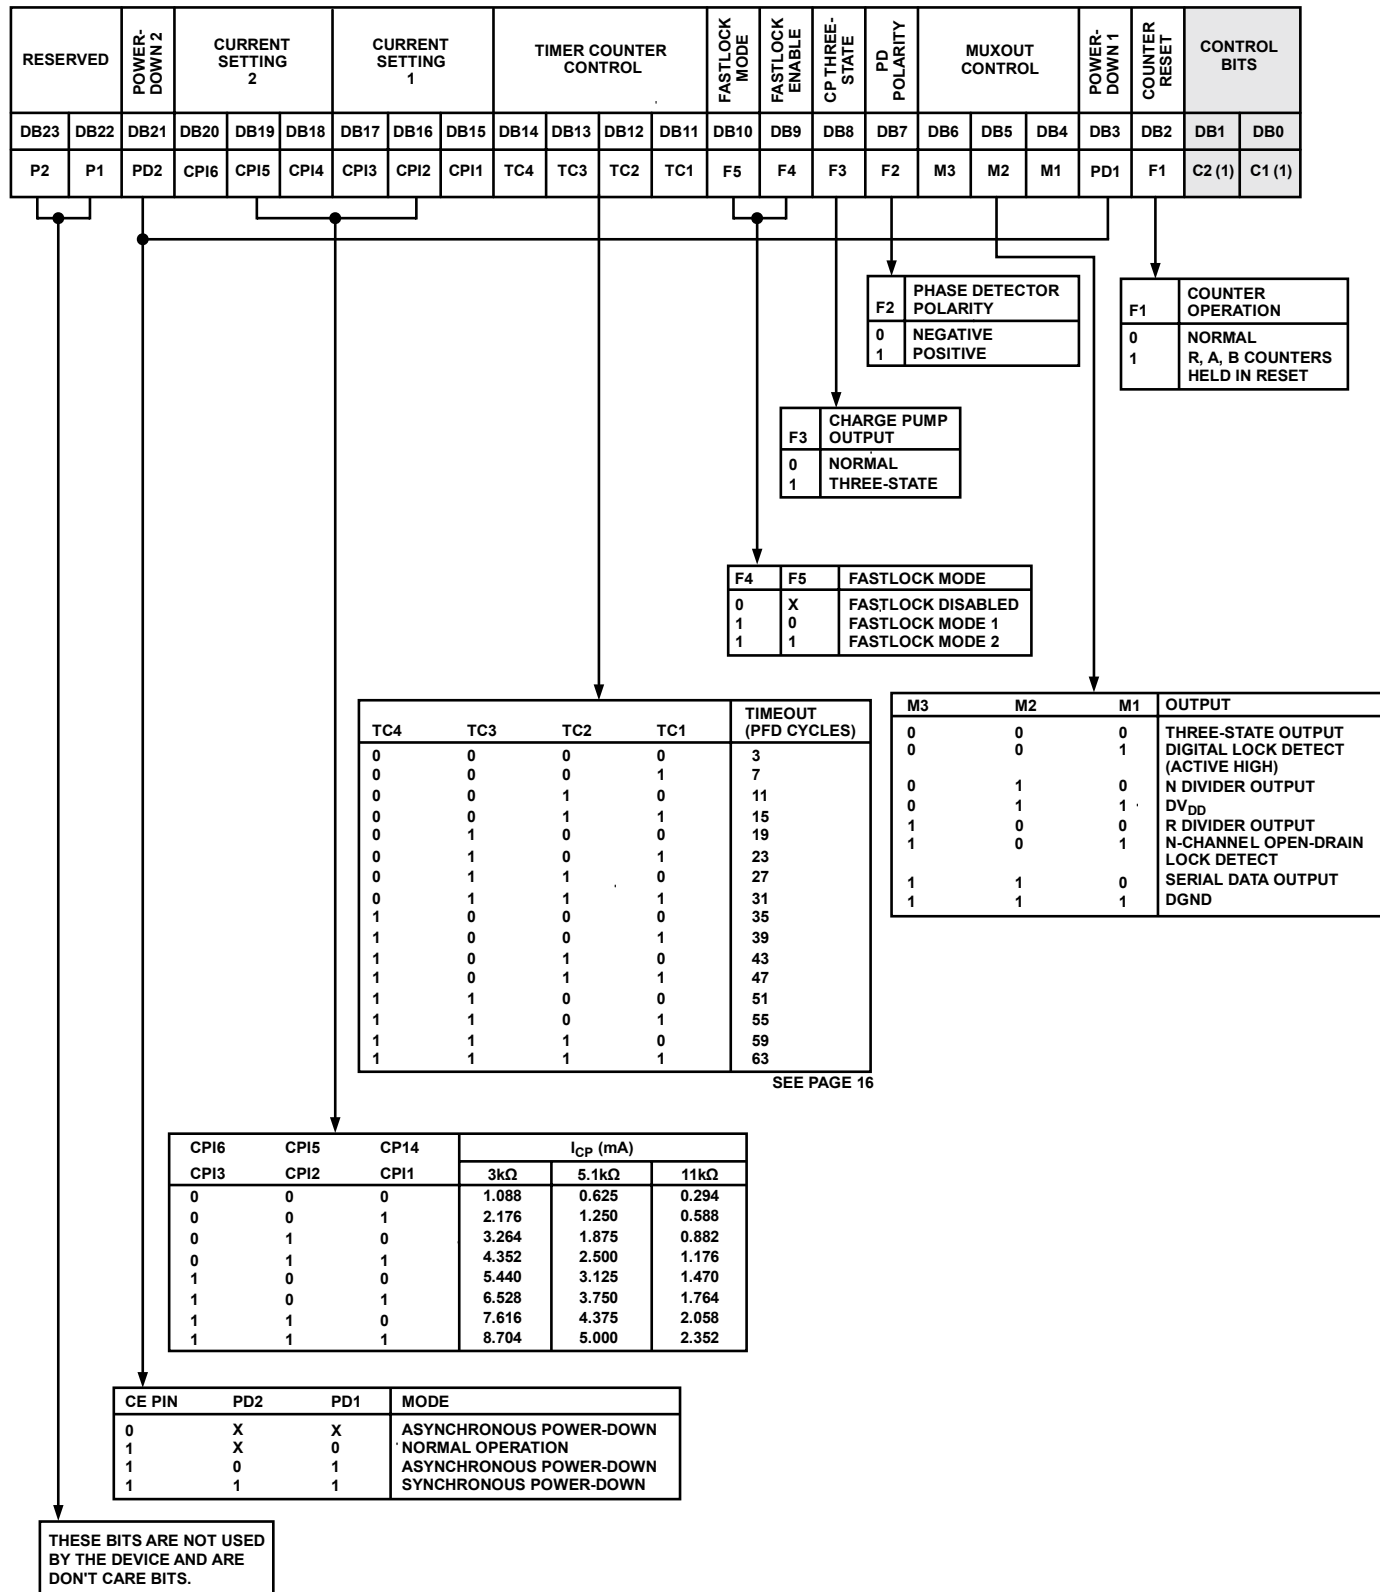 RESERVED
POWER-
DOWN 2
CURRENT
SETTING
2
CURRENT
SETTING
1
TIMER COUNTER
CONTROL
FASTLOCK
MODE
FASTLOCK
ENABLE
CP THREE-
STATE
PD
POLARITY
MUXOUT
CONTROL
POWER-
DOWN 1
COUNTER
RESET
CONTROL
BITS
DB23 DB22 DB21 DB20 DB19 DB18 DB17 DB16 DB15 DB14 DB13 DB12 DB11 DB10 DB9 DB8 DB7 DB6 DB5 DB4 DB3 DB2 DB1 DB0
P2 P1 PD2 CPI6 CPI5 CPI4 CPI3 CPI2 CPI1 TC4 TC3 TC2 TC1 F5 F4 F3 F2 M3 M2 M1 PD1 F1 C2 (1) C1 (1)
F2 PHASE DETECTOR
POLARITY
0 NEGATIVE
1 POSITIVE
F1 COUNTER
OPERATION
0 NORMAL
1 R, A, B COUNTERS
HELD IN RESET
F3 CHARGE PUMP
OUTPUT
0 NORMAL
1 THREE-STATE
F4 F5 FASTLOCK MODE
0 X FASTLOCK DISABLED
1 0 FASTLOCK MODE 1
1 1 FASTLOCK MODE 2
TC4 TC3 TC2 TC1 TIMEOUT
(PFD CYCLES)
0 0 0 0 3
0 0 0 1 7
0 0 1 0 11
0 0 1 1 15
0 1 0 0 19
0 1 0 1 23
0 1 1 0 27
0 1 1 1 31
1 0 0 0 35
1 0 0 1 39
1 0 1 0 43
1 0 1 1 47
1 1 0 0 51
1 1 0 1 55
1 1 1 0 59
1 1 1 1 63
SEE PAGE 16
M3 M2 M1 OUTPUT
0 0 0 THREE-STATE OUTPUT
0 0 1 DIGITAL LOCK DETECT
(ACTIVE HIGH)
0 1 0 N DIVIDER OUTPUT
0 1 1 DVDD
1 0 0 R DIVIDER OUTPUT
1 0 1 N-CHANNEL OPEN-DRAIN
LOCK DETECT
1 1 0 SERIAL DATA OUTPUT
1 1 1 DGND
CPI6 CPI5 CP14 ICP (mA)
CPI3 CPI2 CPI1 3kΩ 5.1kΩ 11kΩ
0 0 0 1.088 0.625 0.294
0 0 1 2.176 1.250 0.588
0 1 0 3.264 1.875 0.882
0 1 1 4.352 2.500 1.176
1 0 0 5.440 3.125 1.470
1 0 1 6.528 3.750 1.764
1 1 0 7.616 4.375 2.058
1 1 1 8.704 5.000 2.352
CE PIN PD2 PD1 MODE
0 X X ASYNCHRONOUS POWER-DOWN
1 X 0 NORMAL OPERATION
1 0 1 ASYNCHRONOUS POWER-DOWN
1 1 1 SYNCHRONOUS POWER-DOWN
THESE BITS ARE NOT USED
BY THE DEVICE AND ARE
DON'T CARE BITS.